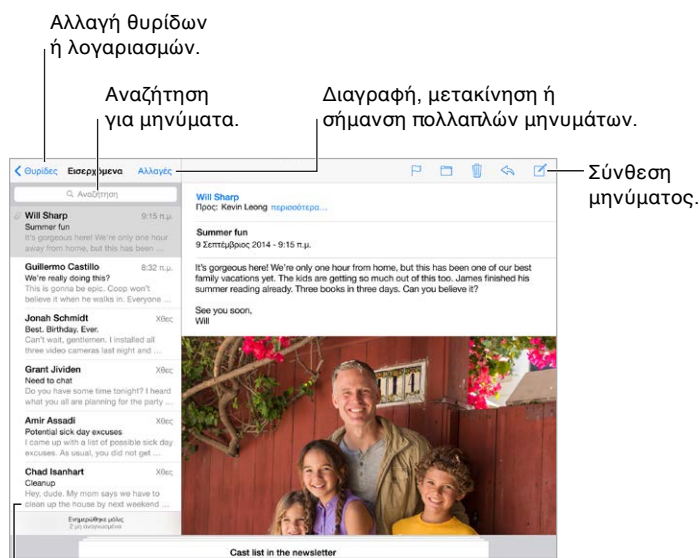 Αλλαγή θυρίδων
ή λογαριασμών.
Αναζήτηση
για μηνύματα.
Διαγραφή, μετακίνηση ή
σήμανση πολλαπλών μηνυμάτων.
Σύνθεση
μηνύματος.
Θυρίδες Εισερχόμενα Αλλαγές
Αναζήτηση
Will Sharp 9:15 π.μ.
Summer fun
It's gorgeous here! We're only one hour
away from home, but this has been ...
Guillermo Castillo 8:32 π.μ.
We're really doing this?
This is gonna be epic. Coop won't
believe it when he walks in. Everyone ...
Jonah Schmidt Χθες
Best. Birthday. Ever.
Can't wait, gentlemen. I installed all
three video cameras last night and ...
Grant Jividen Χθες
Need to chat
Do you have some time tonight? I heard
what you all are planning for the party ...
Amir Assadi Χθες
Potential sick day excuses
I came up with a list of possible sick day
excuses. As usual, you did not get ...
Chad Isanhart Χθες
Cleanup
Hey, dude. My mom says we have to
clean up the house by next weekend ...
Ενημερώθηκε μόλις
2 μη αναγνωσμένα
Will Sharp
Προς: Kevin Leong περισσότερα...
Summer fun
9 Σεπτέμβριος 2014 - 9:15 π.μ.
It's gorgeous here! We're only one hour from home, but this has been one of our best
family vacations yet. The kids are getting so much out of this too. James finished his
summer reading already. Three books in three days. Can you believe it?
See you soon,
Will
114
Cast list in the newsletter